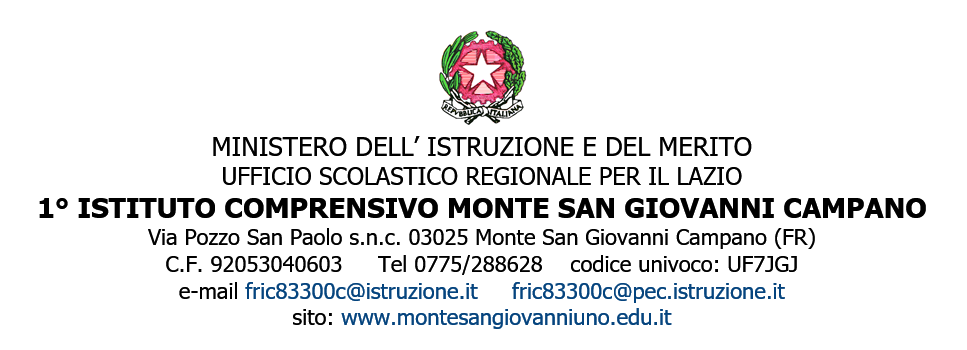 REPVBBLICA ITALIANA
MINISTERO DELL’ ISTRUZIONE E DEL MERITO
UFFICIO SCOLASTICO REGIONALE PER IL LAZIO
1° ISTITUTO COMPRENSIVO MONTE SAN GIOVANNI CAMPANO
Via Pozzo San Paolo s.n.c. 03025 Monte San Giovanni Campano (FR)
C.F. 92053040603 Tel 0775/288628 codice univoco: UF7JGJ
e-mail fric83300c@istruzione.it fric83300c@pec.istruzione.it
sito: www.montesangiovanniuno.edu.it